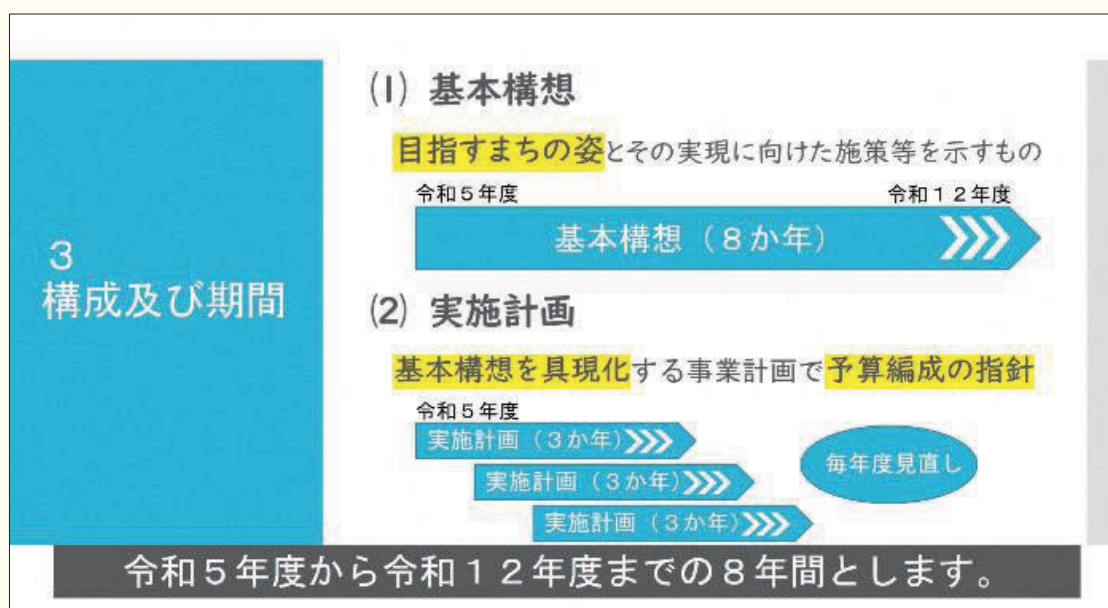 3
構成及び期間
(1) 基本構想
目指すまちの姿とその実現に向けた施策等を示すもの
令和5年度 令和12年度
基本構想（8か年）
(2) 実施計画
基本構想を具現化する事業計画で予算編成の指針
令和5年度
実施計画（3か年）
実施計画（3か年）
実施計画（3か年）
毎年度見直し
令和5年度から令和12年度までの8年間とします。